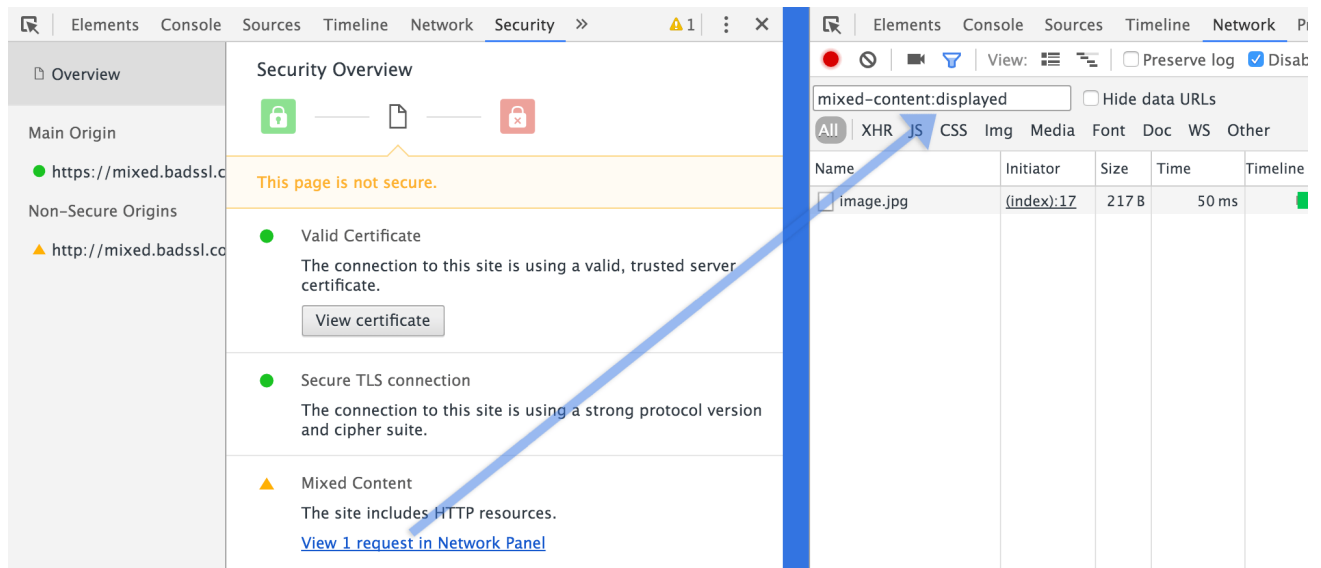 Elements Console Sources Timeline Network Security » 1
Overview
Main Origin
https://mixed.badssl.c
Non-Secure Origins
http://mixed.badssl.co
Security Overview
This page is not secure.
Valid Certificate
The connection to this site is using a valid, trusted server
certificate.
View certificate
Secure TLS connection
The connection to this site is using a strong protocol version
and cipher suite.
Mixed Content
The site includes HTTP resources.
View 1 request in Network Panel
Elements Console Sources Timeline Network P
View: Preserve log Disab
mixed-content:displayed Hide data URLs
All XHR JS CSS Img Media Font Doc WS Other
Name Initiator Size Time Timeline
image.jpg (index):17 217 B 50 ms